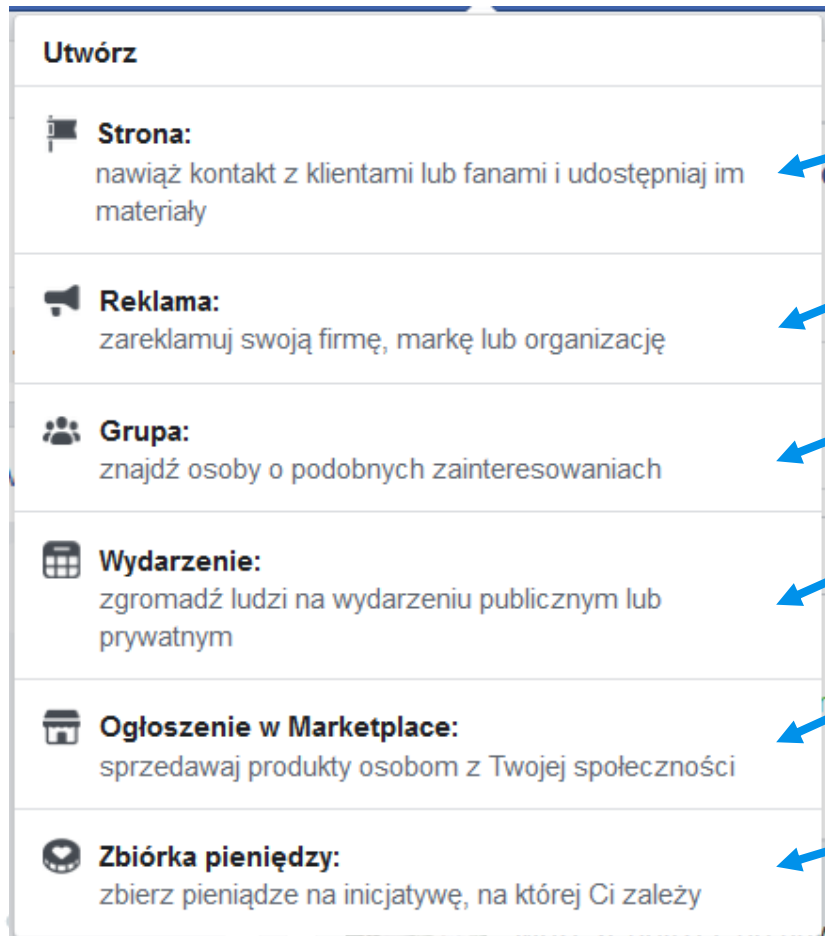 Utwórz
Strona:
nawiąż kontakt z klientami lub fanami i udostępniaj im
materiały
Reklama:
zareklamuj swoją firmę, markę lub organizację
Grupa:
znajdź osoby o podobnych zainteresowaniach
Wydarzenie:
zgromadź ludzi na wydarzeniu publicznym lub
prywatnym
Ogłoszenie w Marketplace:
sprzedawaj produkty osobom z Twojej społeczności
Zbiórka pieniędzy:
zbierz pieniądze na inicjatywę, na której Ci zależy